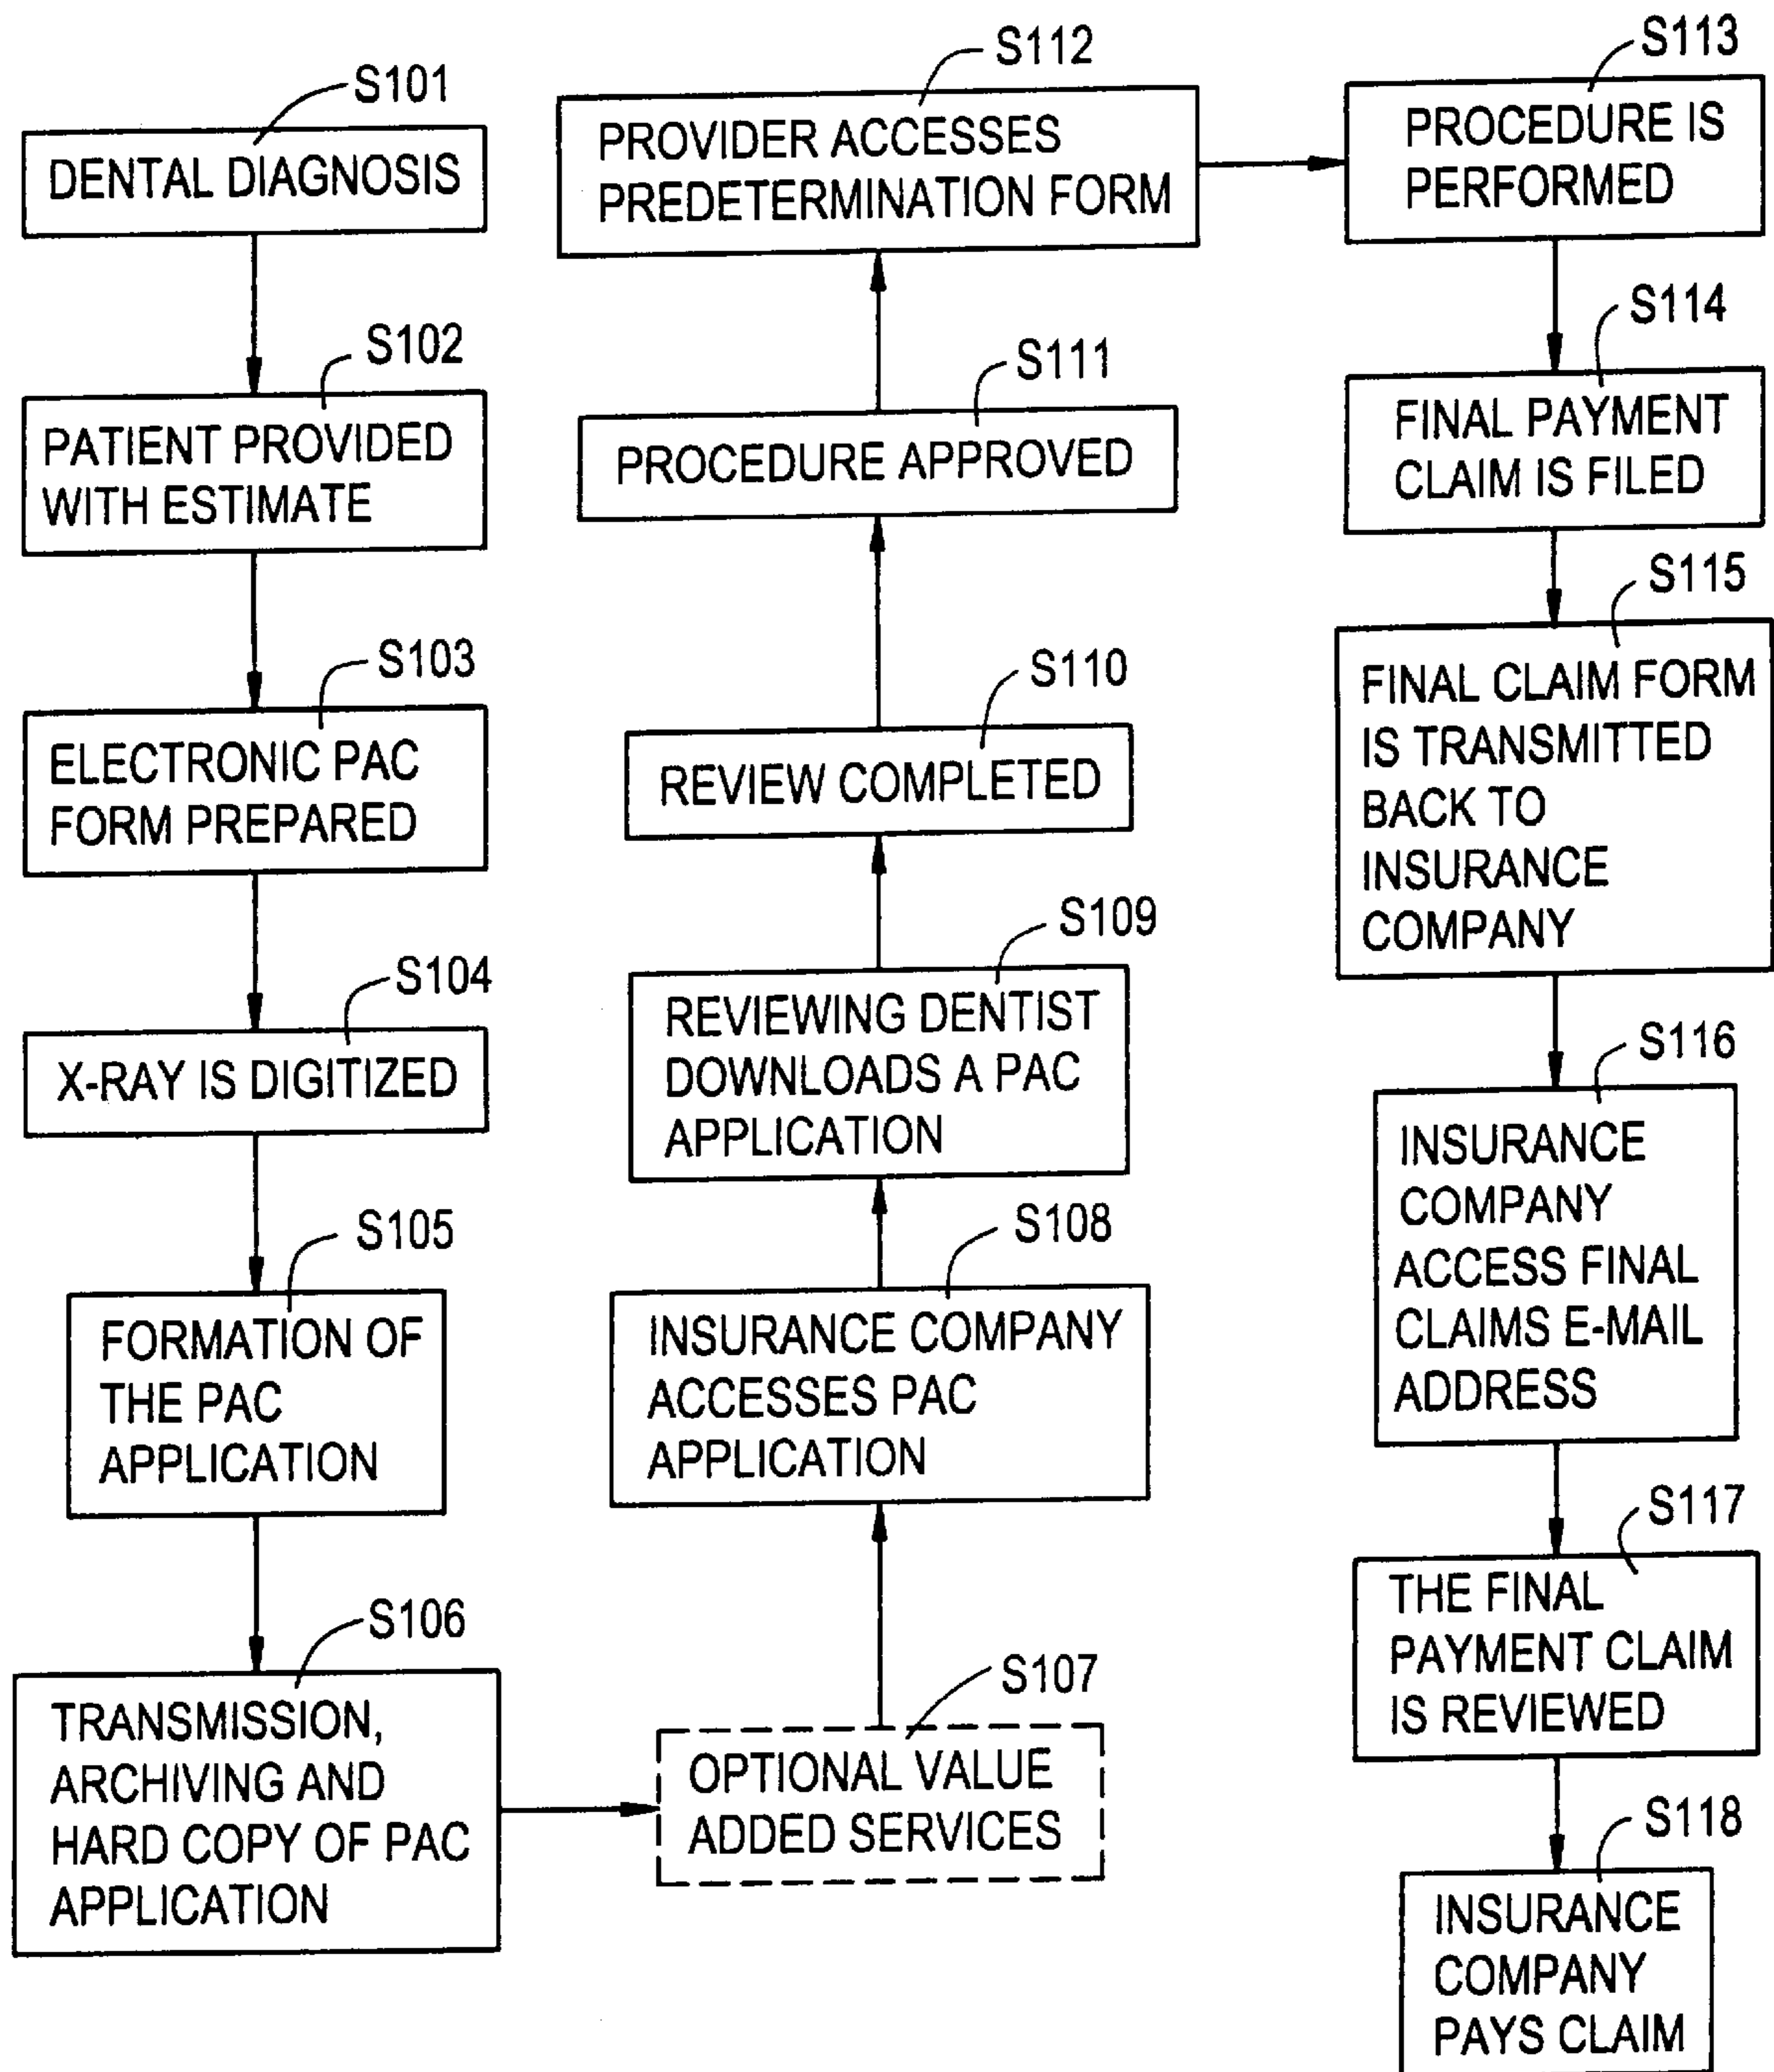 S101
DENTAL DIAGNOSIS
S102
PATIENT PROVIDED
WITH ESTIMATE
S103
ELECTRONIC PAC
FORM PREPARED
S104
X-RAY IS DIGITIZED
S105
FORMATION OF
THE PAC
APPLICATION
S106
TRANSMISSION,
ARCHIVING AND
HARD COPY OF PAC
APPLICATION
S107
OPTIONAL VALUE
ADDED SERVICES
S108
INSURANCE COMPANY
ACCESSES PAC
APPLICATION
S109
REVIEWING DENTIST
DOWNLOADS A PAC
APPLICATION
S110
REVIEW COMPLETED
S111
PROCEDURE APPROVED
S112
PROVIDER ACCESSES
PREDETERMINATION FORM
S113
PROCEDURE IS
PERFORMED
S114
FINAL PAYMENT
CLAIM IS FILED
S115
FINAL CLAIM FORM
IS TRANSMITTED
BACK TO
INSURANCE
COMPANY
S116
INSURANCE
COMPANY
ACCESS FINAL
CLAIMS E-MAIL
ADDRESS
S117
THE FINAL
PAYMENT CLAIM
IS REVIEWED
S118
INSURANCE
COMPANY
PAYS CLAIM